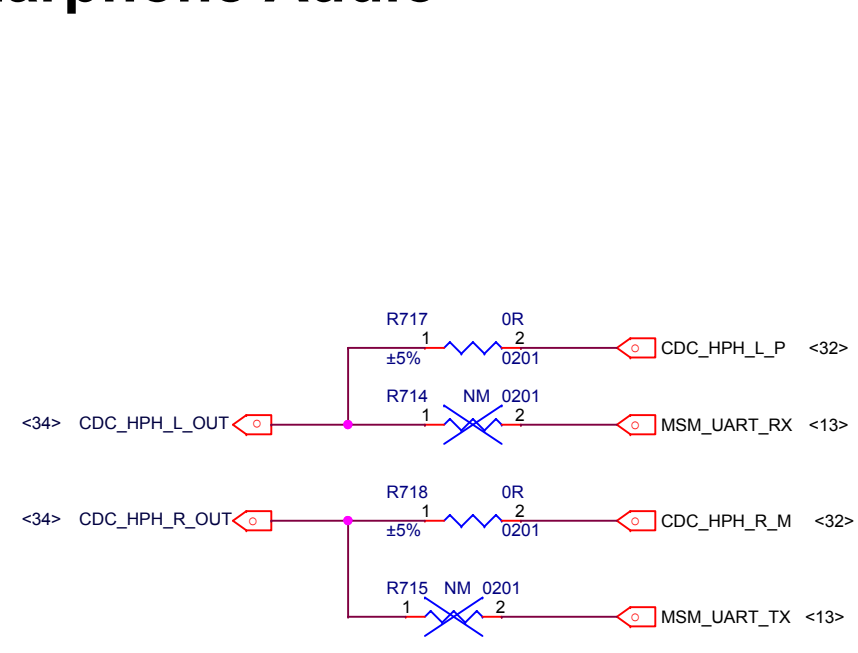 R717 0R
1 2
±5% 0201
CDC_HPH_L_P <32>
R714 NM 0201
1 2
<34> CDC_HPH_L_OUT
MSM_UART_RX <13>
R718 0R
1 2
±5% 0201
<34> CDC_HPH_R_OUT
CDC_HPH_R_M <32>
R715 NM 0201
1 2
MSM_UART_TX <13>